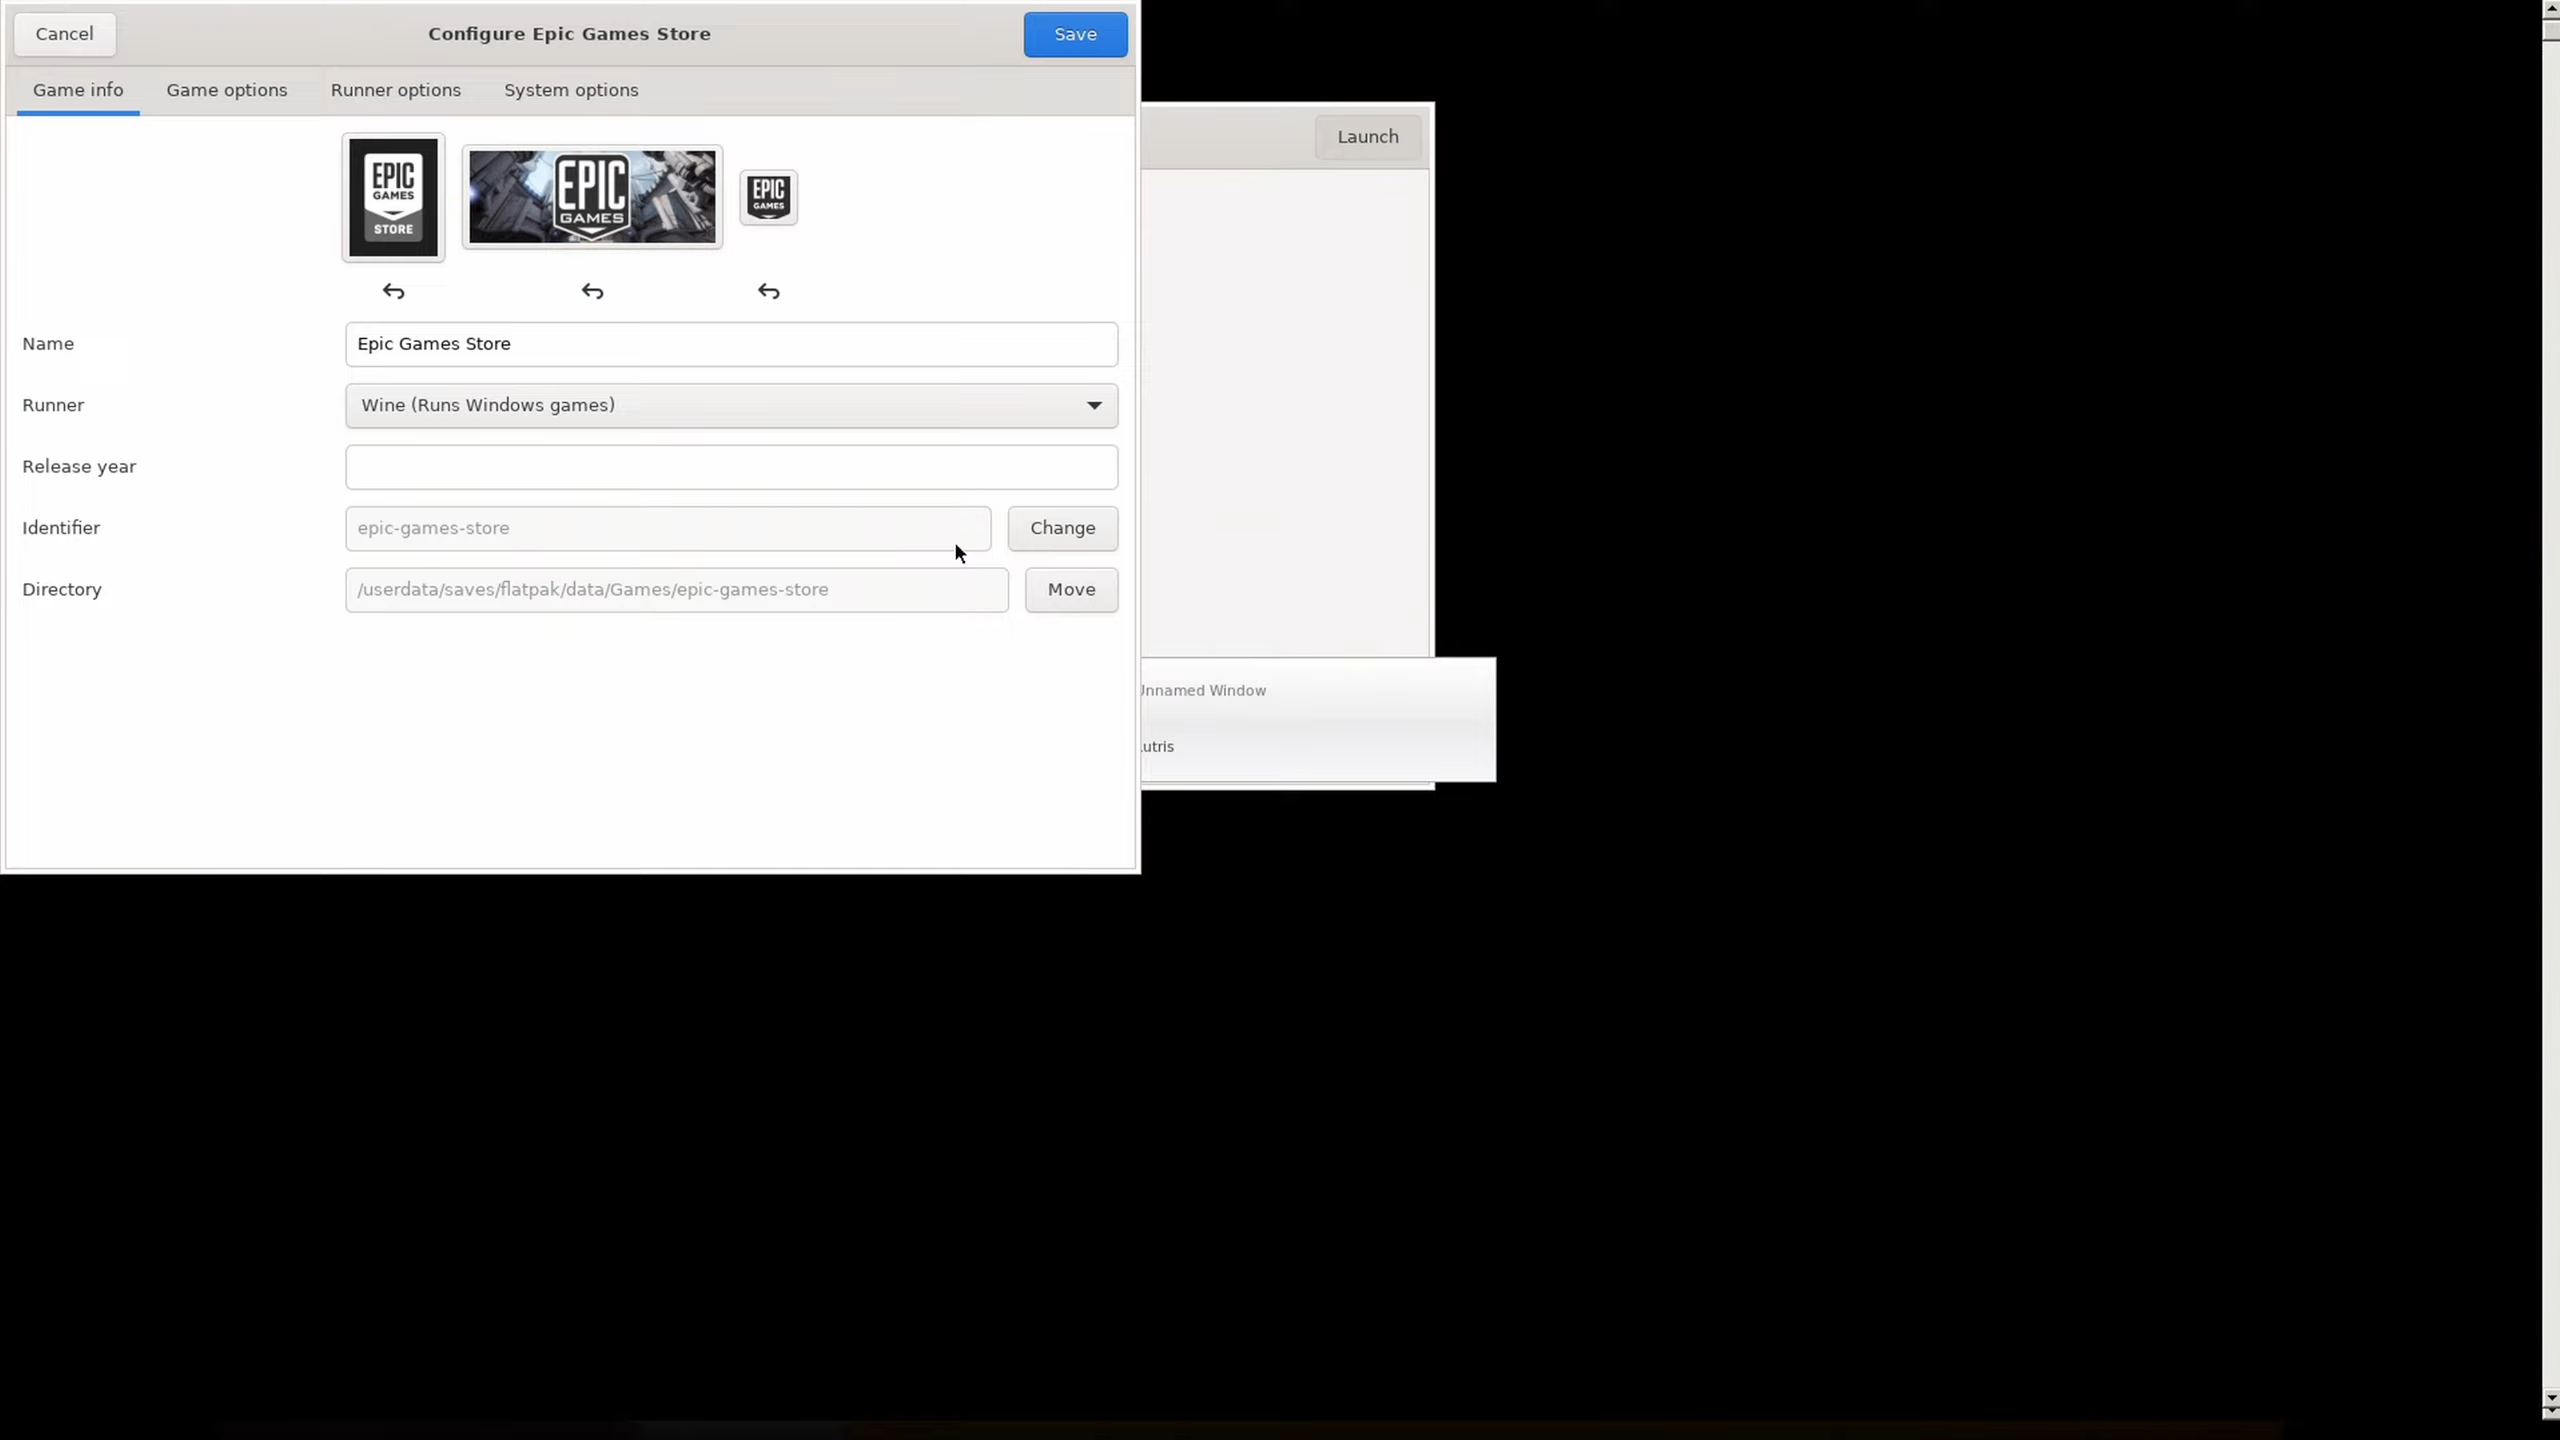 Cancel
Configure Epic Games Store
Save
Game info
Game options
Runner options
System options
Launch
EPIC
GAMES
STORE
EPIC
GAMES
EPIC
GAMES
Name
Epic Games Store
Runner
Wine (Runs Windows games)
Release year
Identifier
epic-games-store
Change
Directory
/userdata/saves/flatpak/data/Games/epic-games-store
Move
Unnamed Window
utris